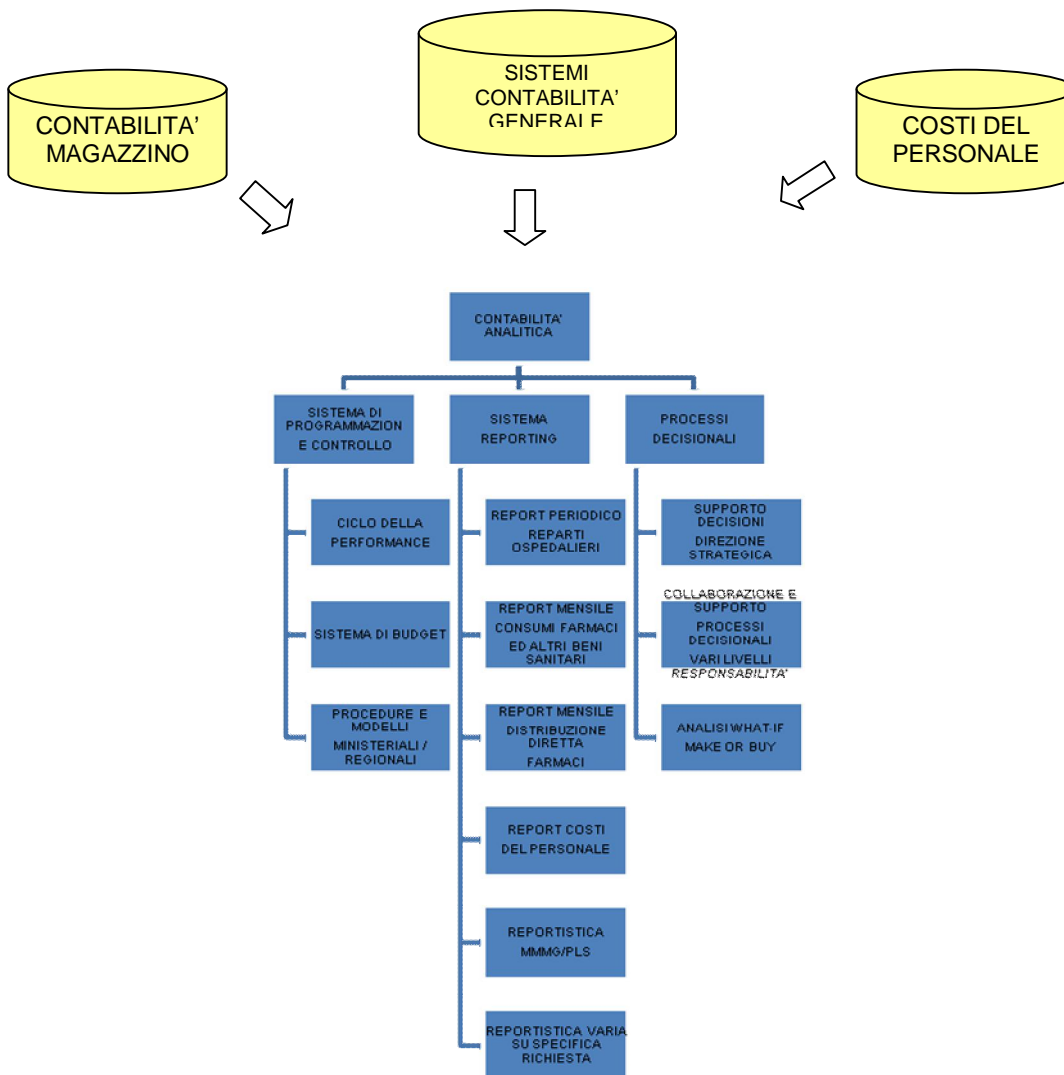 CONTABILITA'
MAGAZZINO
SISTEMI
CONTABILITA'
GENERALE
COSTI DEL
PERSONALE
CONTABILITA'
ANALITICA
SISTEMA DI
PROGRAMMAZION
E CONTROLLO
SISTEMA
REPORTING
PROCESSI
DECISIONALI
CICLO DELLA
PERFORMANCE
SISTEMA DI BUDGET
PROCEDURE E
MODELLI
MINISTERIALI /
REGIONALI
REPORT PERIODICO
REPARTI
OSPEDALIERI
REPORT MENSILE
CONSUMI FARMACI
ED ALTRI BENI
SANITARI
REPORT MENSILE
DISTRIBUZIONE
DIRETTA
FARMACI
REPORT COSTI
DEL PERSONALE
REPORTISTICA
MMMG/PLS
REPORTISTICA VARIA
SU SPECIFICA
RICHIESTA
SUPPORTO
DECISIONI
DIREZIONE
STRATEGICA
COLLABORAZIONE E
SUPPORTO
PROCESSI
DECISIONALI
VARI LIVELLI
RESPONSABILITA'
ANALISI WHAT-IF
MAKE OR BUY